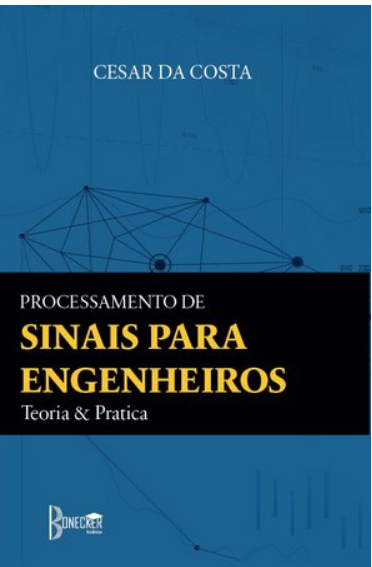 CESAR DA COSTA
PROCESSAMENTO DE
SINAIS PARA
ENGENHEIROS
Teoria & Pratica
BONECKER